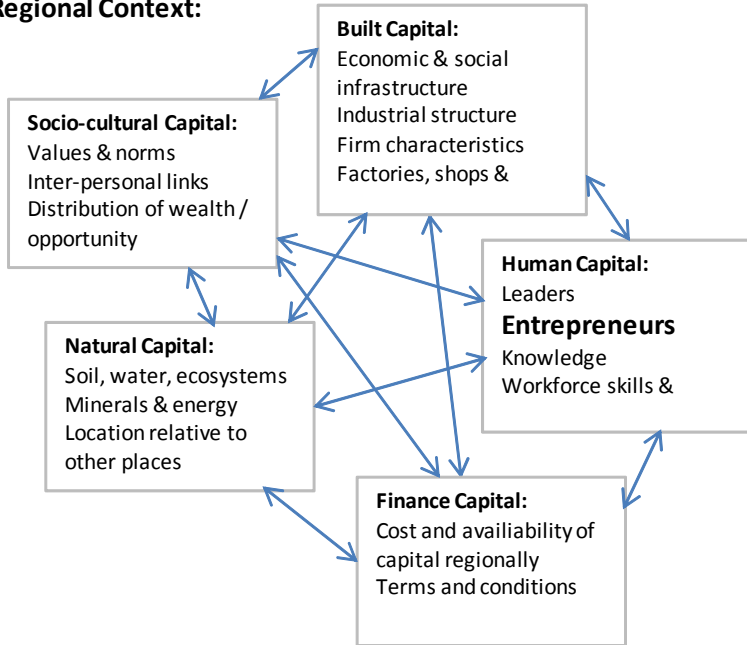 Regional Context:
Built Capital:
Economic & social
infrastructure
Industrial structure
Firm characteristics
Factories, shops &
Socio-cultural Capital:
Values & norms
Inter-personal links
Distribution of wealth /
opportunity
Human Capital:
Leaders
Entrepreneurs
Knowledge
Workforce skills &
Natural Capital:
Soil, water, ecosystems
Minerals & energy
Location relative to
other places
Finance Capital:
Cost and availiability of
capital regionally
Terms and conditions